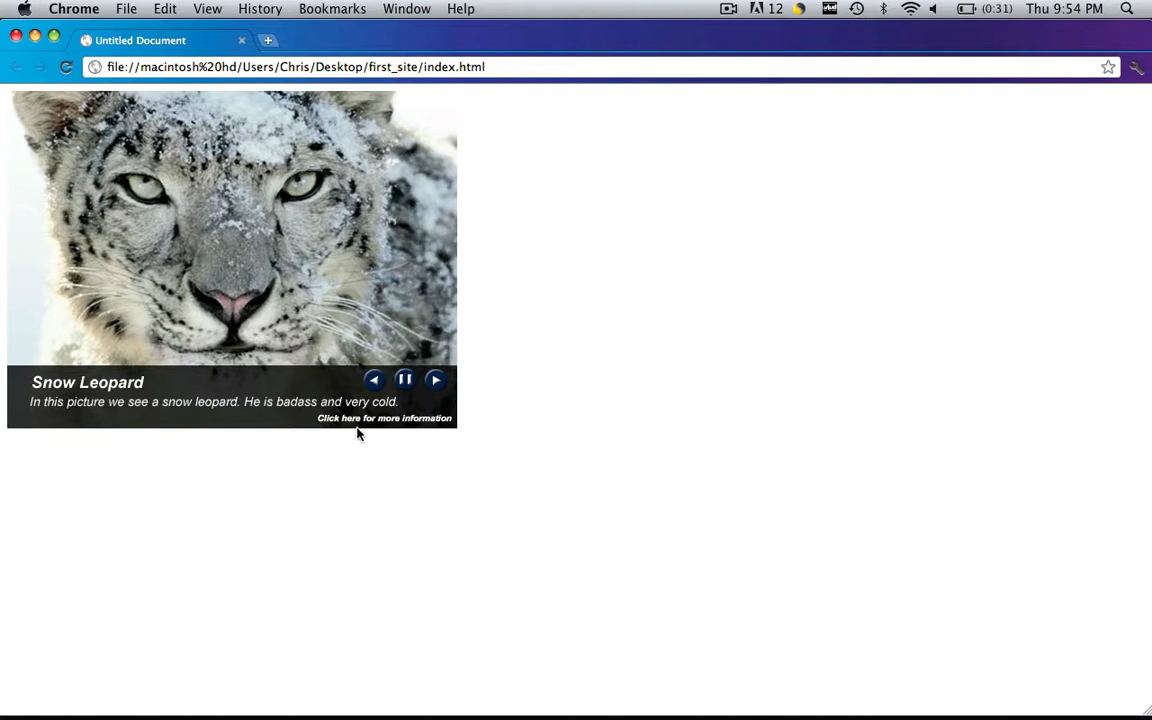 Chrome File Edit View History Bookmarks Window Help 12 (0:31) Thu 9:54 PM
Untitled Document
file://macintosh%20hd/Users/Chris/Desktop/first_site/index.html
Snow Leopard
In this picture we see a snow leopard. He is badass and very cold.
Click here for more information